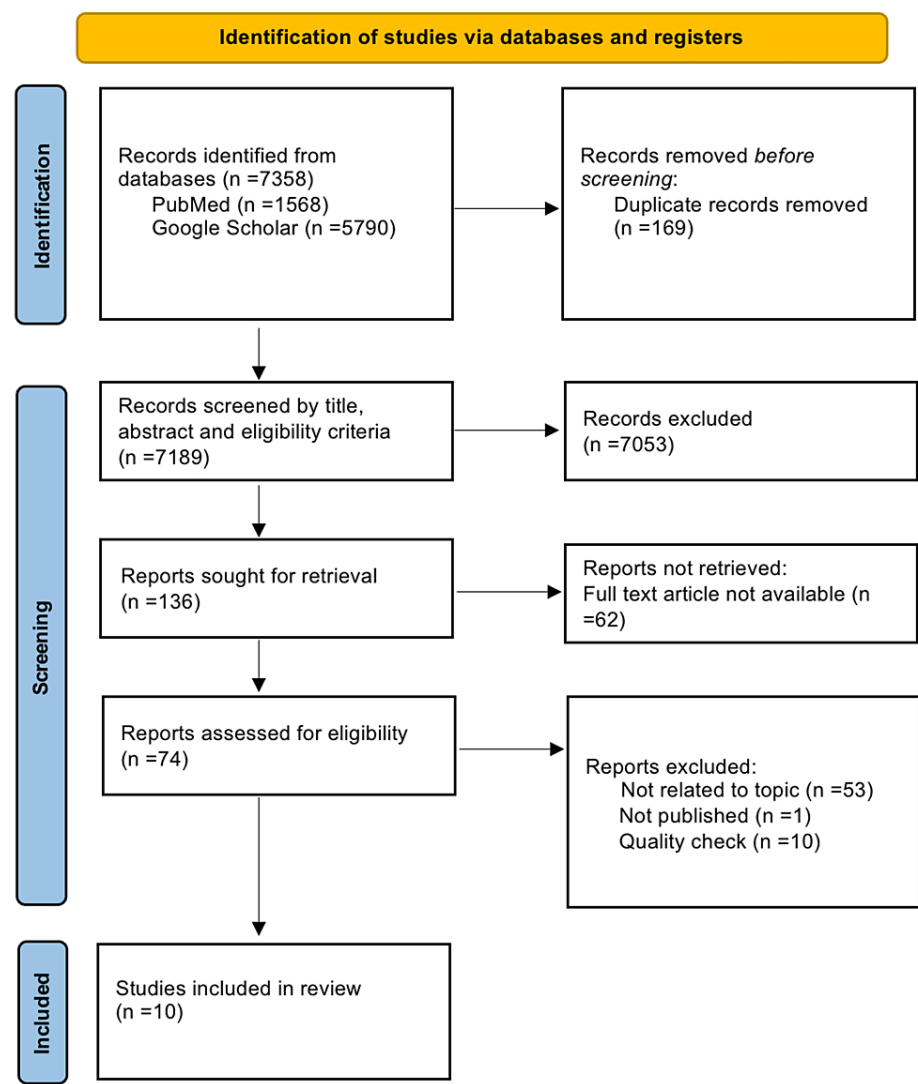 Identification of studies via databases and registers
Identification
Records identified from
databases (n =7358)
PubMed (n =1568)
Google Scholar (n =5790)
Records removed before
screening:
Duplicate records removed
(n =169)
Screening
Records screened by title,
abstract and eligibility criteria
(n =7189)
Records excluded
(n =7053)
Reports sought for retrieval
(n =136)
Reports not retrieved:
Full text article not available (n
=62)
Reports assessed for eligibility
(n =74)
Reports excluded:
Not related to topic (n =53)
Not published (n =1)
Quality check (n =10)
Included
Studies included in review
(n =10)